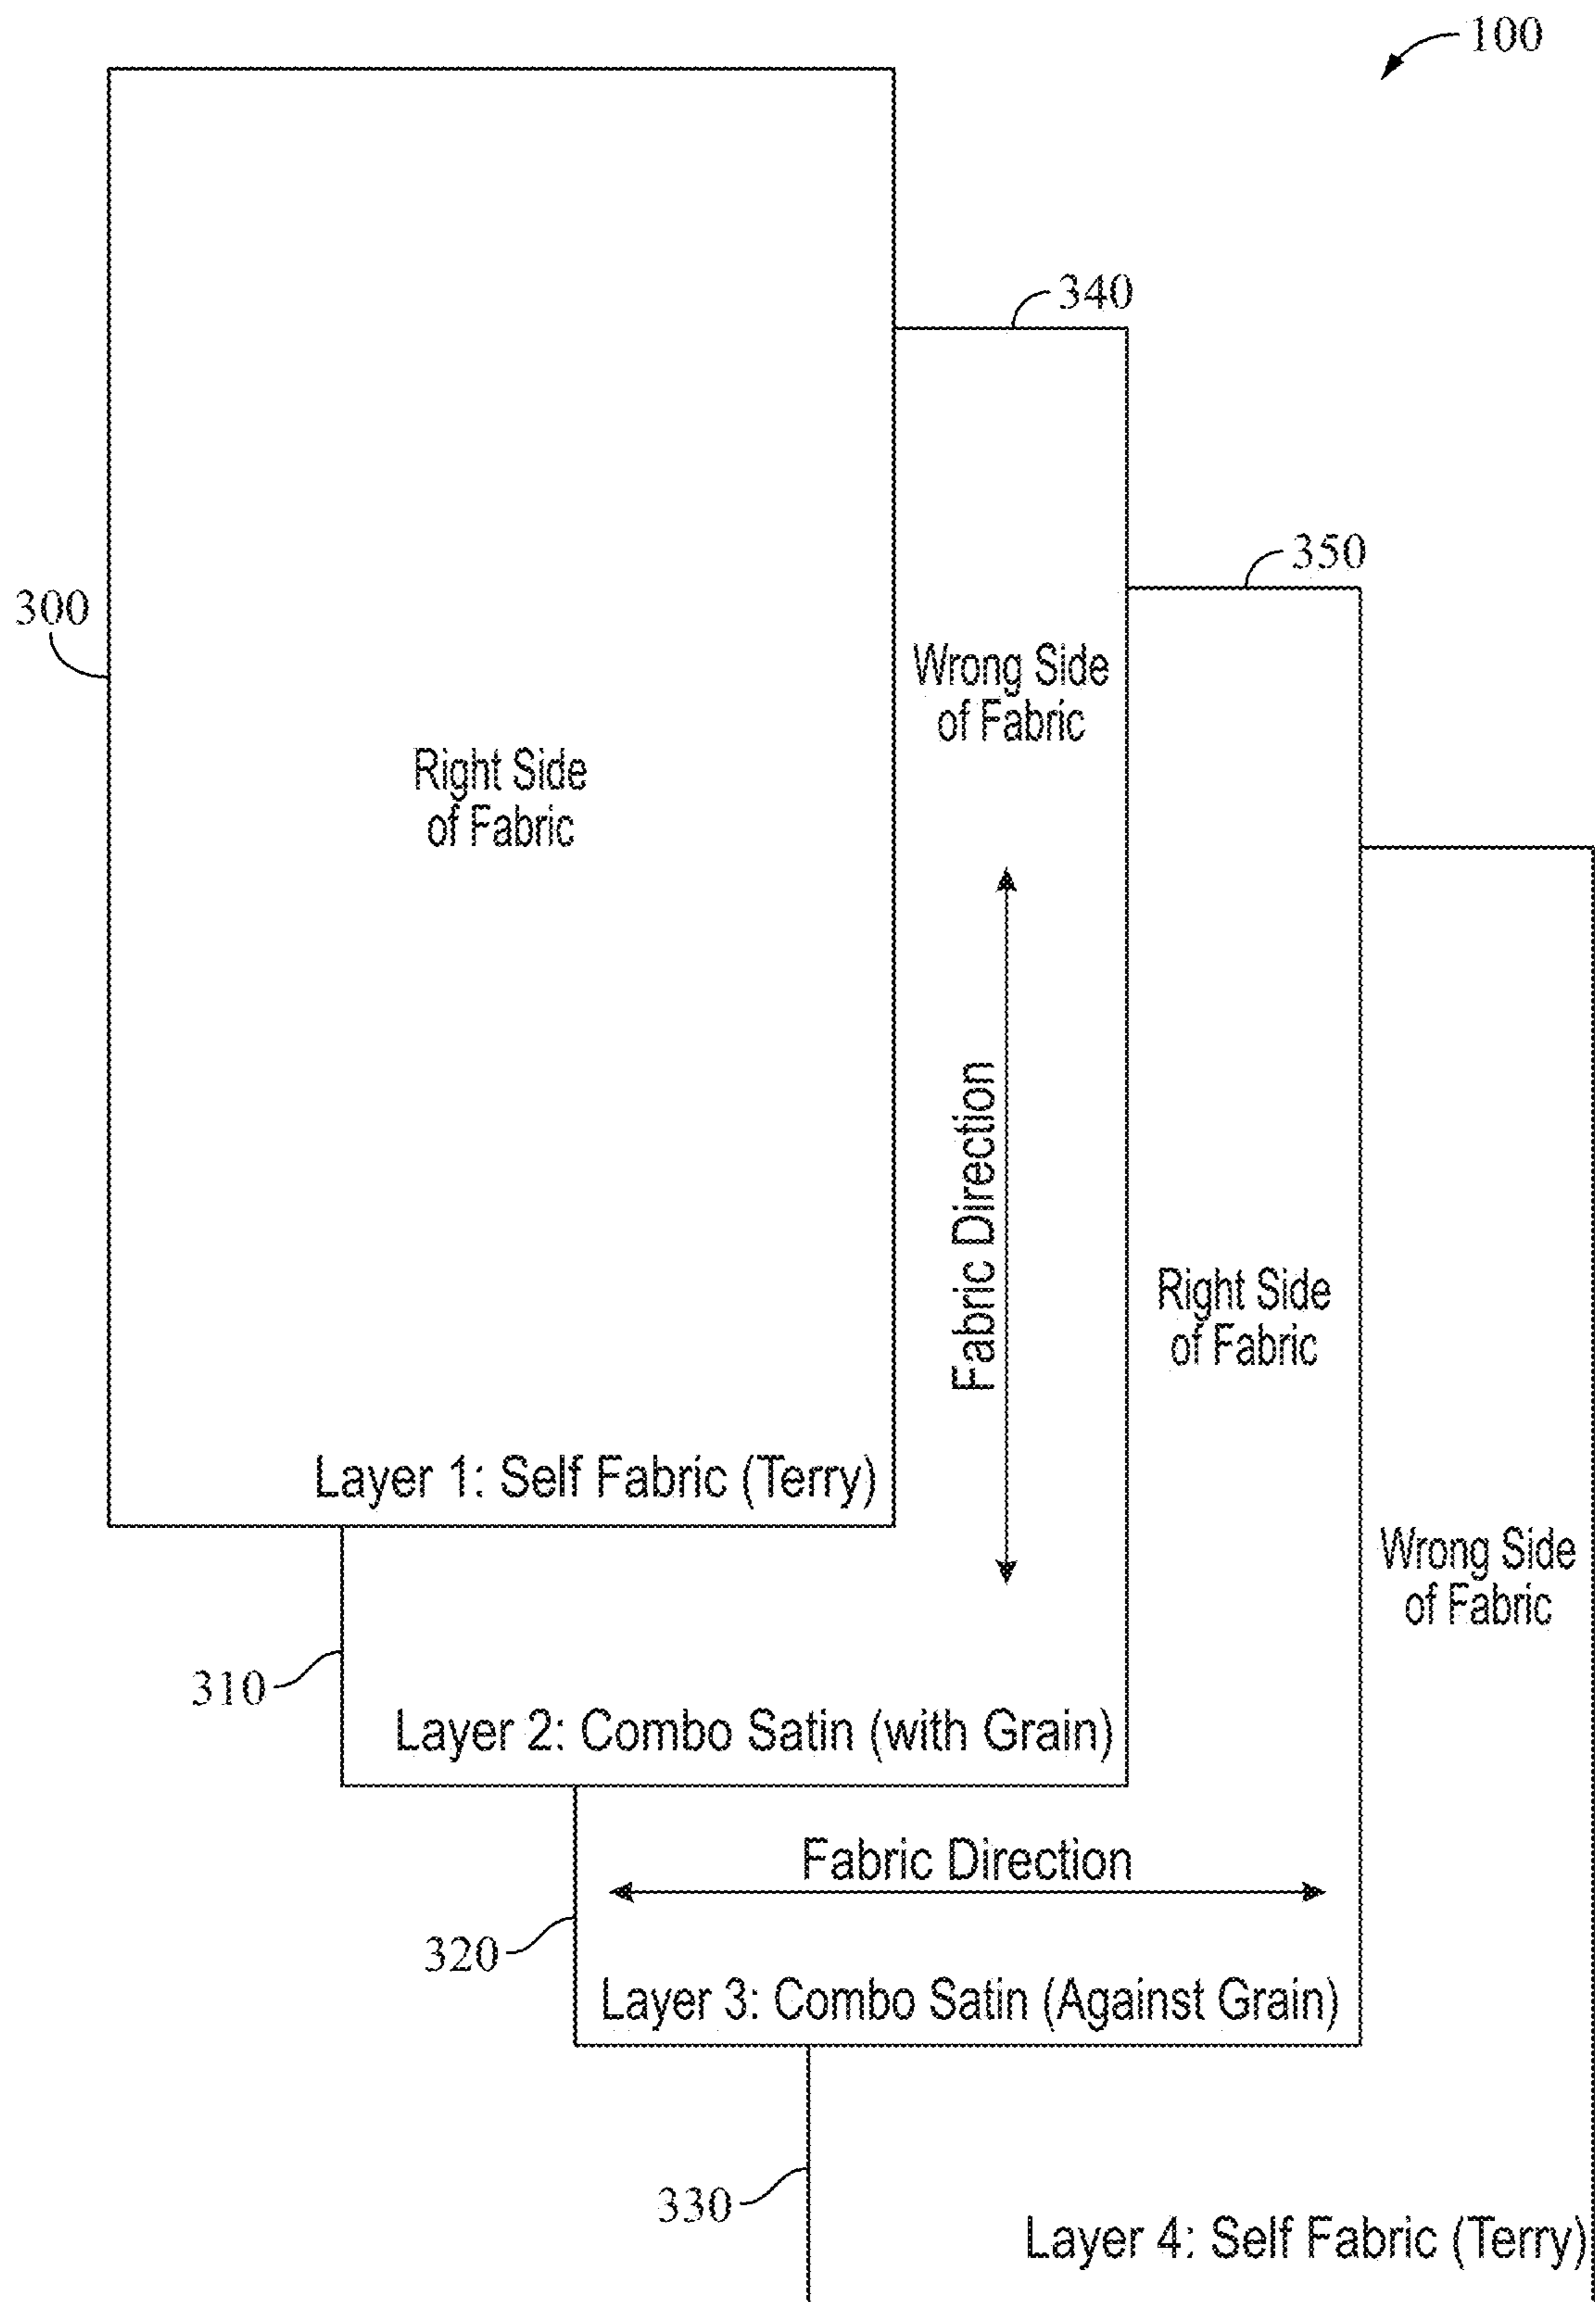 100
340
350
300
Wrong Side
of Fabric
Right Side
of Fabric
Fabric Direction
Right Side
of Fabric
Layer 1: Self Fabric (Terry)
Wrong Side
of Fabric
310
Layer 2: Combo Satin (with Grain)
Fabric Direction
320
Layer 3: Combo Satin (Against Grain)
330
Layer 4: Self Fabric (Terry)